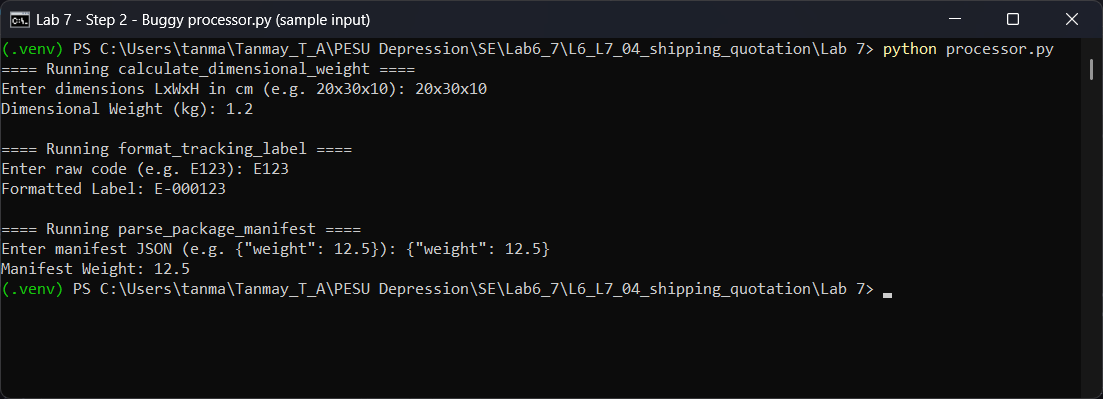 Lab 7 - Step 2 - Buggy processor.py (sample input)
(.venv) PS C:\Users\tanma\Tanmay_T_A\PESU Depression\SE\Lab6_7\L6_L7_04_shipping_quotation\Lab 7> python processor.py
==== Running calculate_dimensional_weight ====
Enter dimensions LxWxH in cm (e.g. 20x30x10): 20x30x10
Dimensional Weight (kg): 1.2
==== Running format_tracking_label ====
Enter raw code (e.g. E123): E123
Formatted Label: E-000123
==== Running parse_package_manifest ====
Enter manifest JSON (e.g. {"weight": 12.5}): {"weight": 12.5}
Manifest Weight: 12.5
(.venv) PS C:\Users\tanma\Tanmay_T_A\PESU Depression\SE\Lab6_7\L6_L7_04_shipping_quotation\Lab 7>